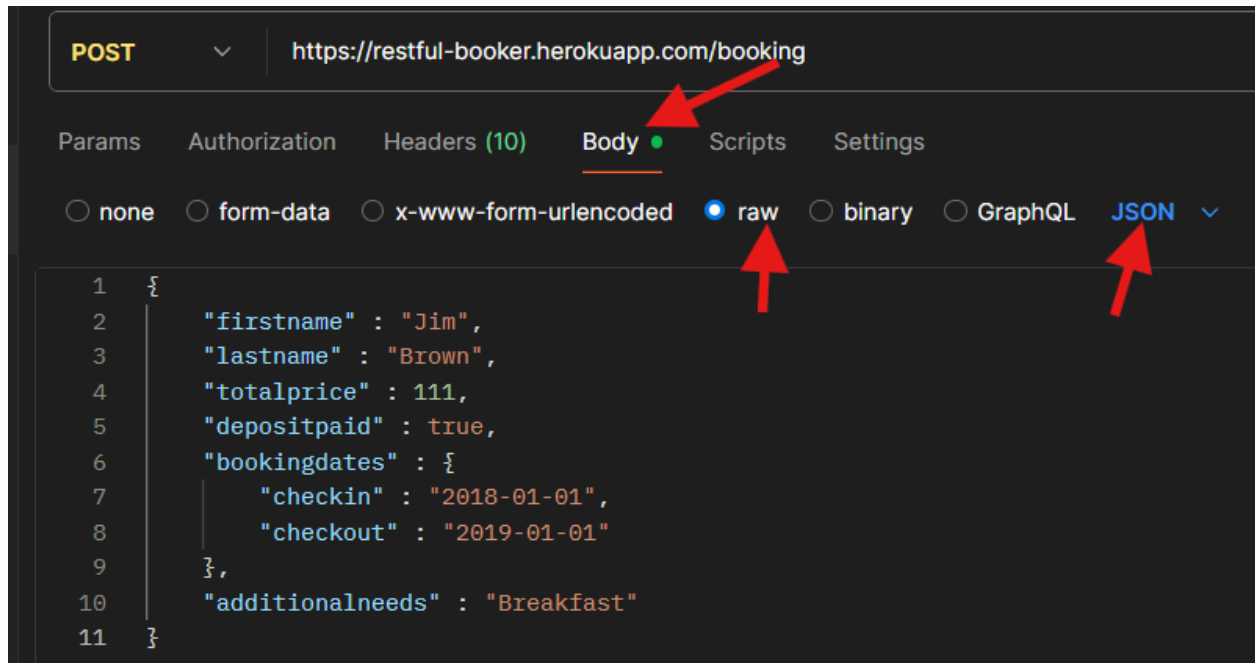 POST https://restful-booker.herokuapp.com/booking
Params Authorization Headers (10) Body Scripts Settings
none form-data x-www-form-urlencoded raw binary GraphQL JSON
1 {
2 "firstname" : "Jim",
3 "lastname" : "Brown",
4 "totalprice" : 111,
5 "depositpaid" : true,
6 "bookingdates" : {
7 "checkin" : "2018-01-01",
8 "checkout" : "2019-01-01"
9 },
10 "additionalneeds" : "Breakfast"
11 }